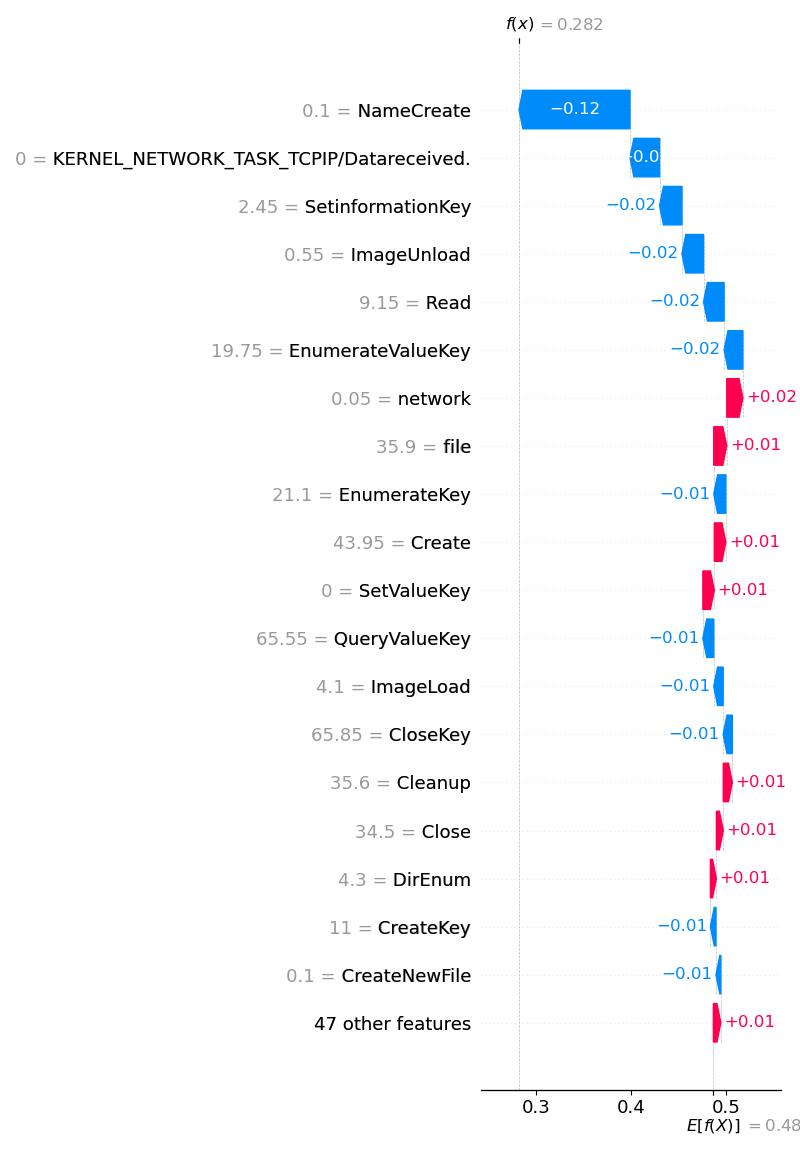 f(x) = 0.282
0.1 = NameCreate −0.12
0 = KERNEL_NETWORK_TASK_TCPIP/Datareceived. −0.0
2.45 = SetinformationKey −0.02
0.55 = ImageUnload −0.02
9.15 = Read −0.02
19.75 = EnumerateValueKey −0.02
0.05 = network +0.02
35.9 = file +0.01
21.1 = EnumerateKey −0.01
43.95 = Create +0.01
0 = SetValueKey +0.01
65.55 = QueryValueKey −0.01
4.1 = ImageLoad −0.01
65.85 = CloseKey −0.01
35.6 = Cleanup +0.01
34.5 = Close +0.01
4.3 = DirEnum +0.01
11 = CreateKey −0.01
0.1 = CreateNewFile −0.01
47 other features +0.01
0.3 0.4 0.5
E[f(X)] = 0.48